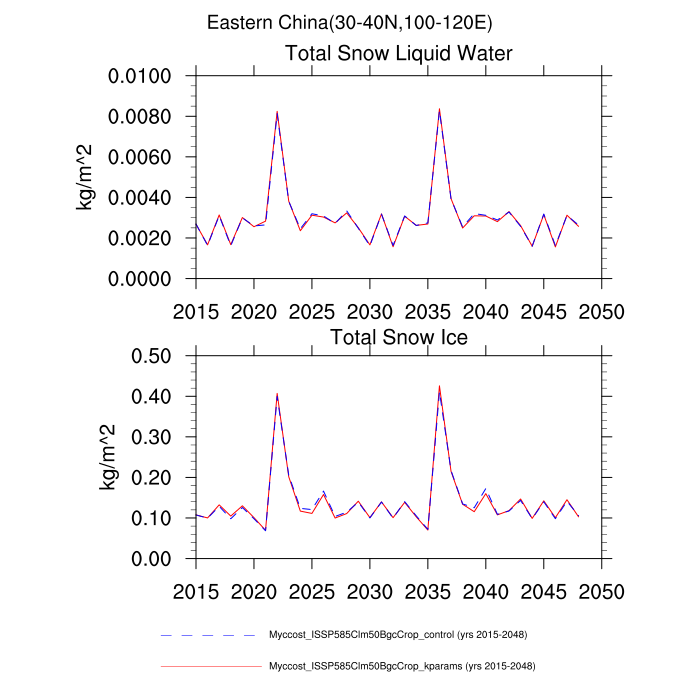 Eastern China(30-40N,100-120E)
Total Snow Liquid Water
0.0100
0.0080
0.0060
0.0040
0.0020
0.0000
kg/m^2
2015 2020 2025 2030 2035 2040 2045 2050
Total Snow Ice
0.50
0.40
0.30
0.20
0.10
0.00
kg/m^2
2015 2020 2025 2030 2035 2040 2045 2050
Myccost_ISSP585Clm50BgcCrop_control (yrs 2015-2048)
Myccost_ISSP585Clm50BgcCrop_kparams (yrs 2015-2048)